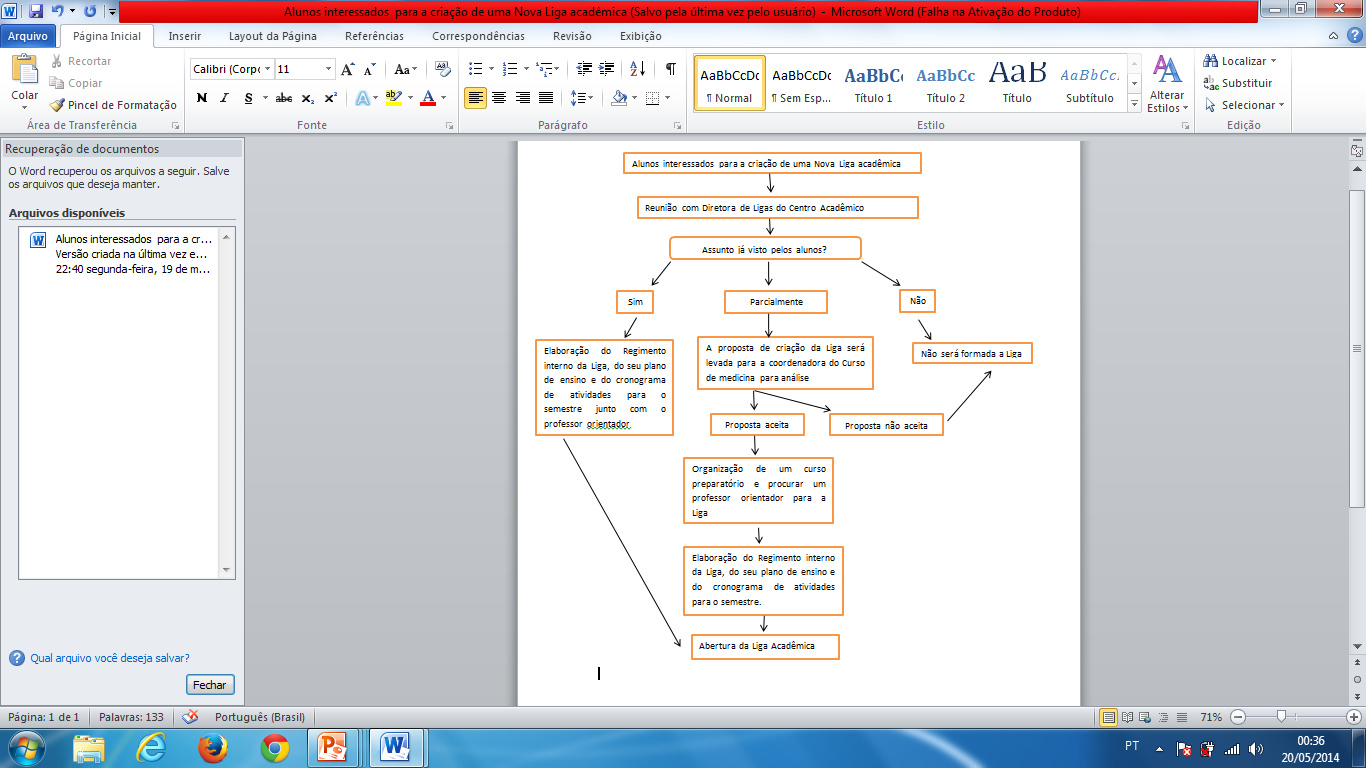 Alunos interessados para a criação de uma Nova Liga acadêmica (Salvo pela última vez pelo usuário) - Microsoft Word (Falha na Ativação do Produto)
Arquivo Página Inicial Inserir Layout da Página Referências Correspondências Revisão Exibição
Colar
Recortar
Copiar
Pincel de Formatação
Área de Transferência
Calibri (Corpo 11
N I S abc x₂ x²
Fonte
Parágrafo
AaBbCcDc AaBbCcDc AaBbCc AaBbCc AaB AaBbCc.
¶ Normal ¶ Sem Esp... Título 1 Título 2 Título Subtítulo
Alterar
Estilos
Estilo
Localizar
Substituir
Selecionar
Edição
Recuperação de documentos
O Word recuperou os arquivos a seguir. Salve
os arquivos que deseja manter.
Arquivos disponíveis
Alunos interessados para a cr...
Versão criada na última vez e...
22:40 segunda-feira, 19 de m...
Qual arquivo você deseja salvar?
Fechar
Alunos interessados para a criação de uma Nova Liga acadêmica
Reunião com Diretora de Ligas do Centro Acadêmico
Assunto já visto pelos alunos?
Sim
Parcialmente
Não
Elaboração do Regimento
interno da Liga, do seu plano
de ensino e do cronograma
de atividades para o
semestre junto com o
professor orientador.
A proposta de criação da Liga será
levada para a coordenadora do Curso
de medicina para análise
Não será formada a Liga
Proposta aceita
Proposta não aceita
Organização de um curso
preparatório e procurar um
professor orientador para a
Liga
Elaboração do Regimento interno
da Liga, do seu plano de ensino e
do cronograma de atividades
para o semestre.
Abertura da Liga Acadêmica
Página: 1 de 1 Palavras: 133 Português (Brasil) 71%
PT
00:36
20/05/2014